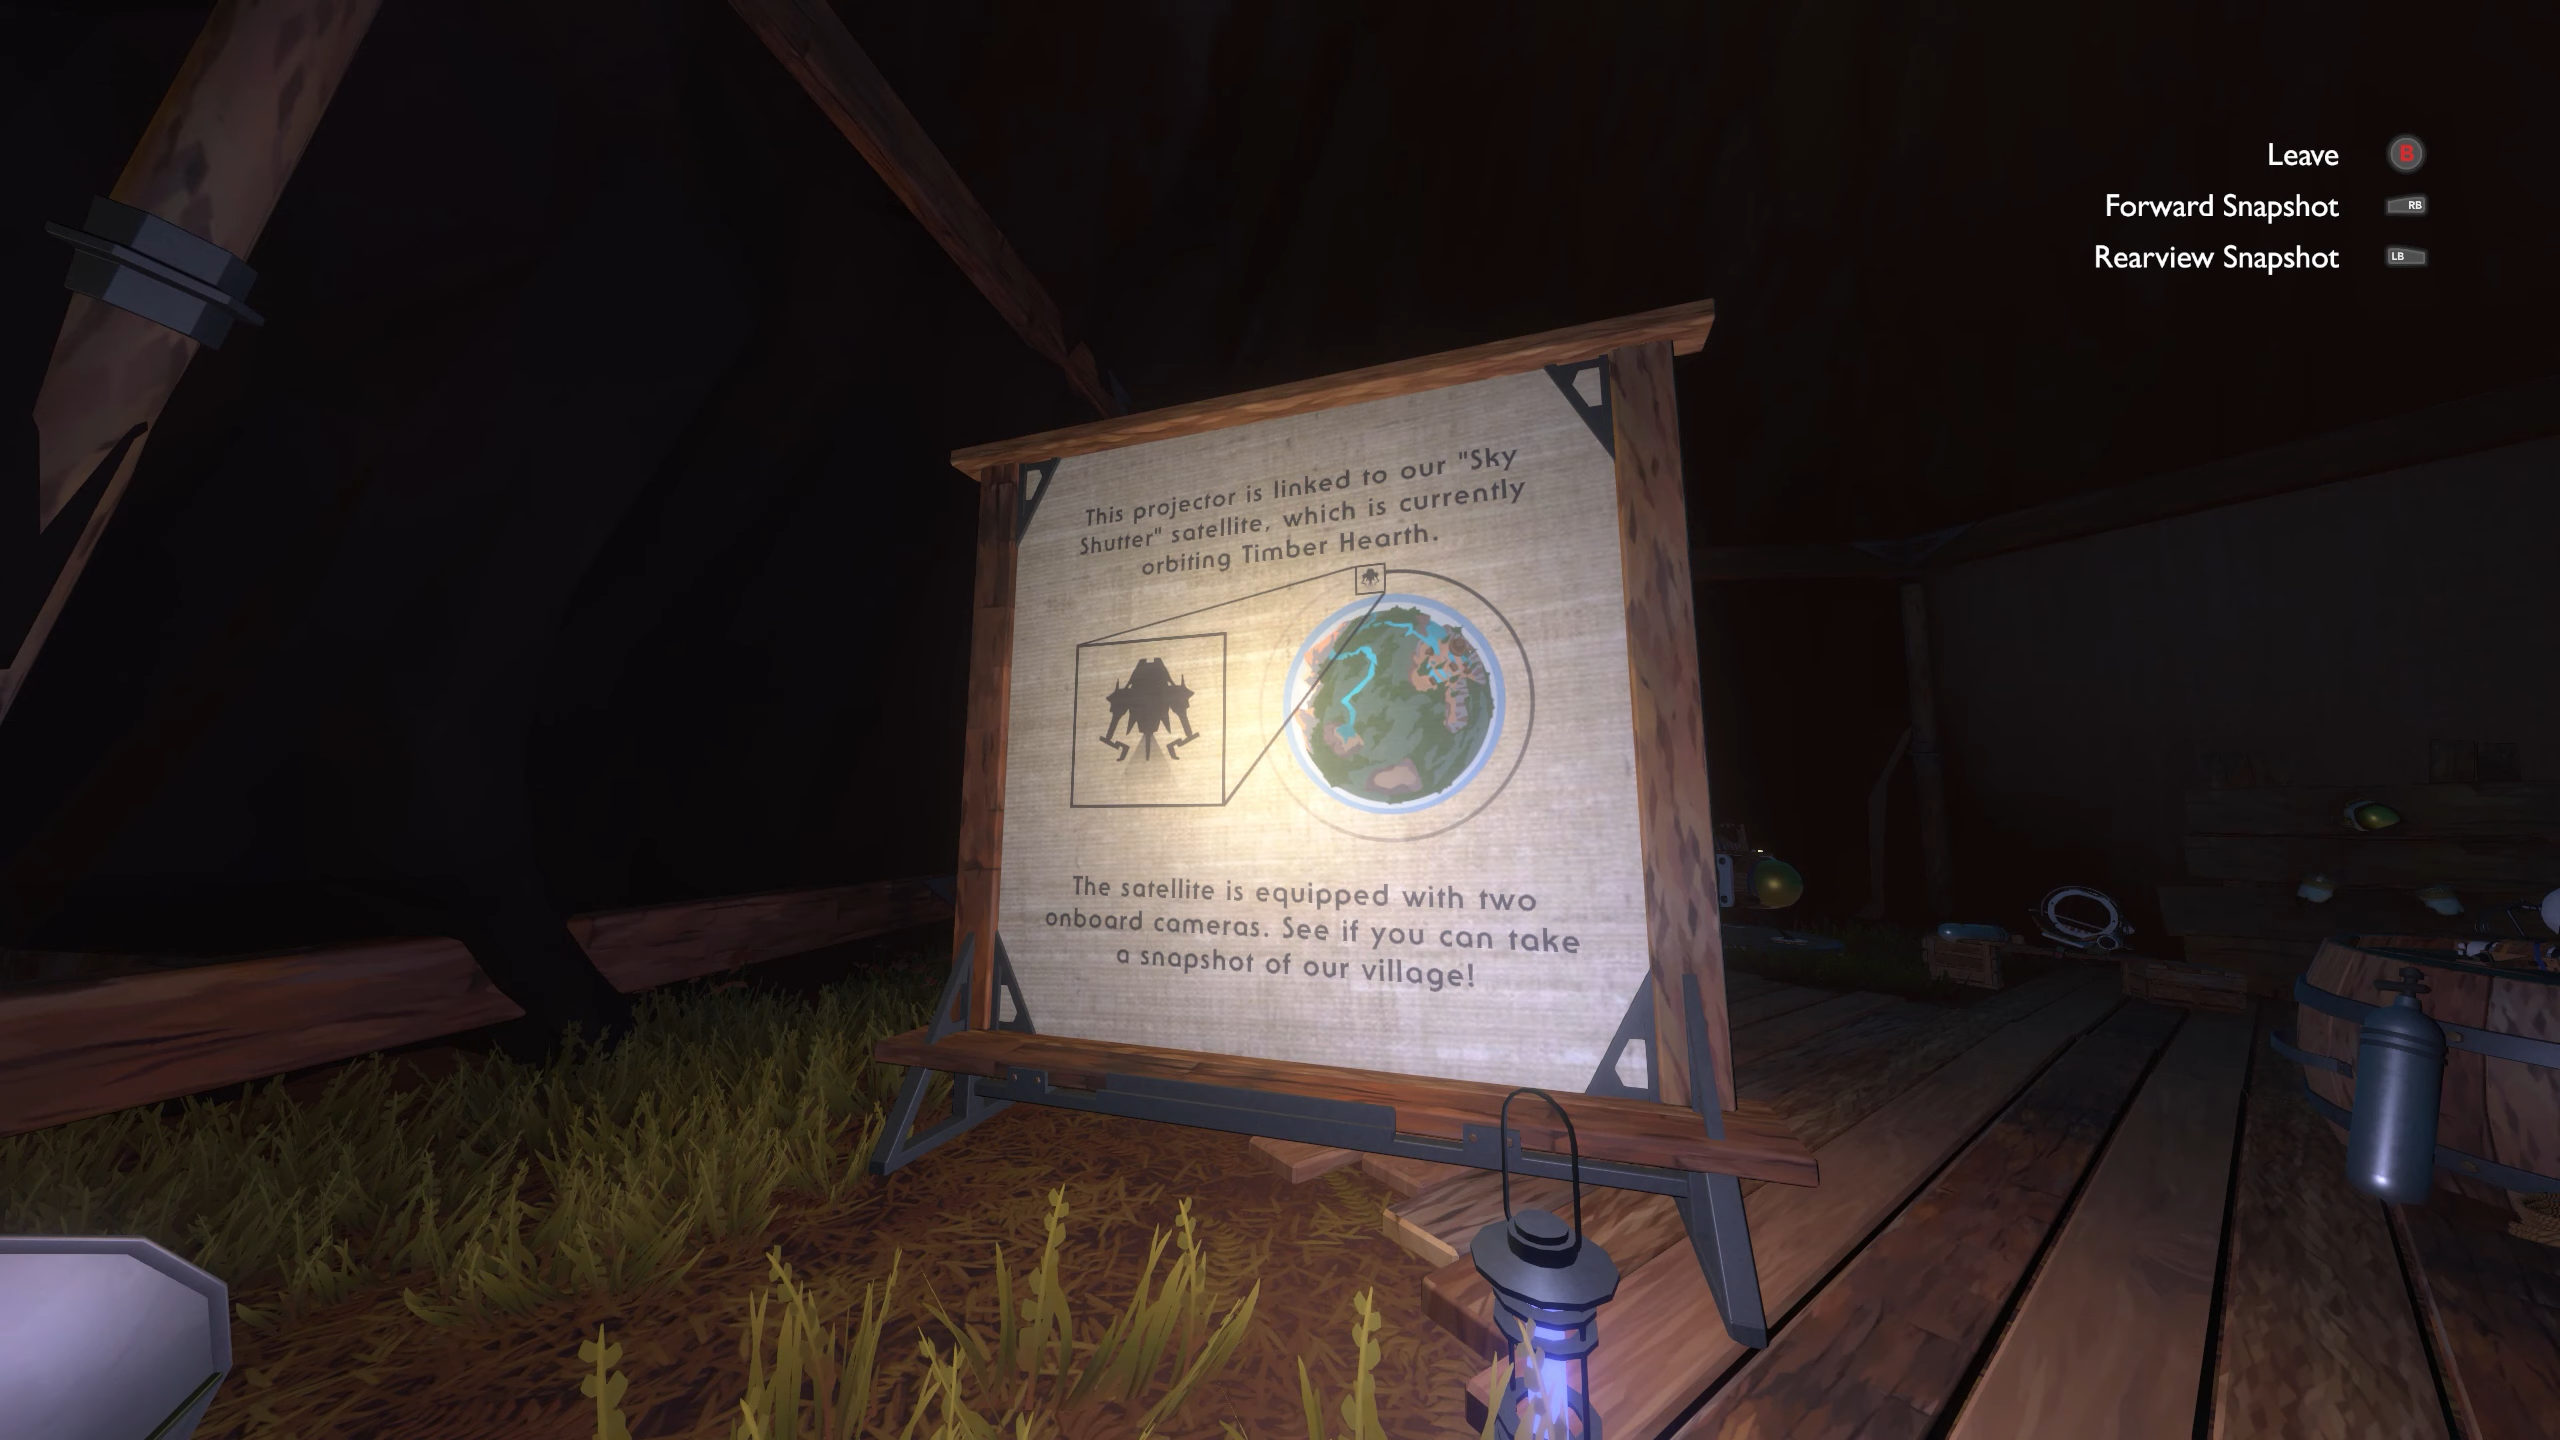 Leave B
Forward Snapshot RB
Rearview Snapshot LB
This projector is linked to our "Sky
Shutter" satellite, which is currently
orbiting Timber Hearth.
The satellite is equipped with two
onboard cameras. See if you can take
a snapshot of our village!